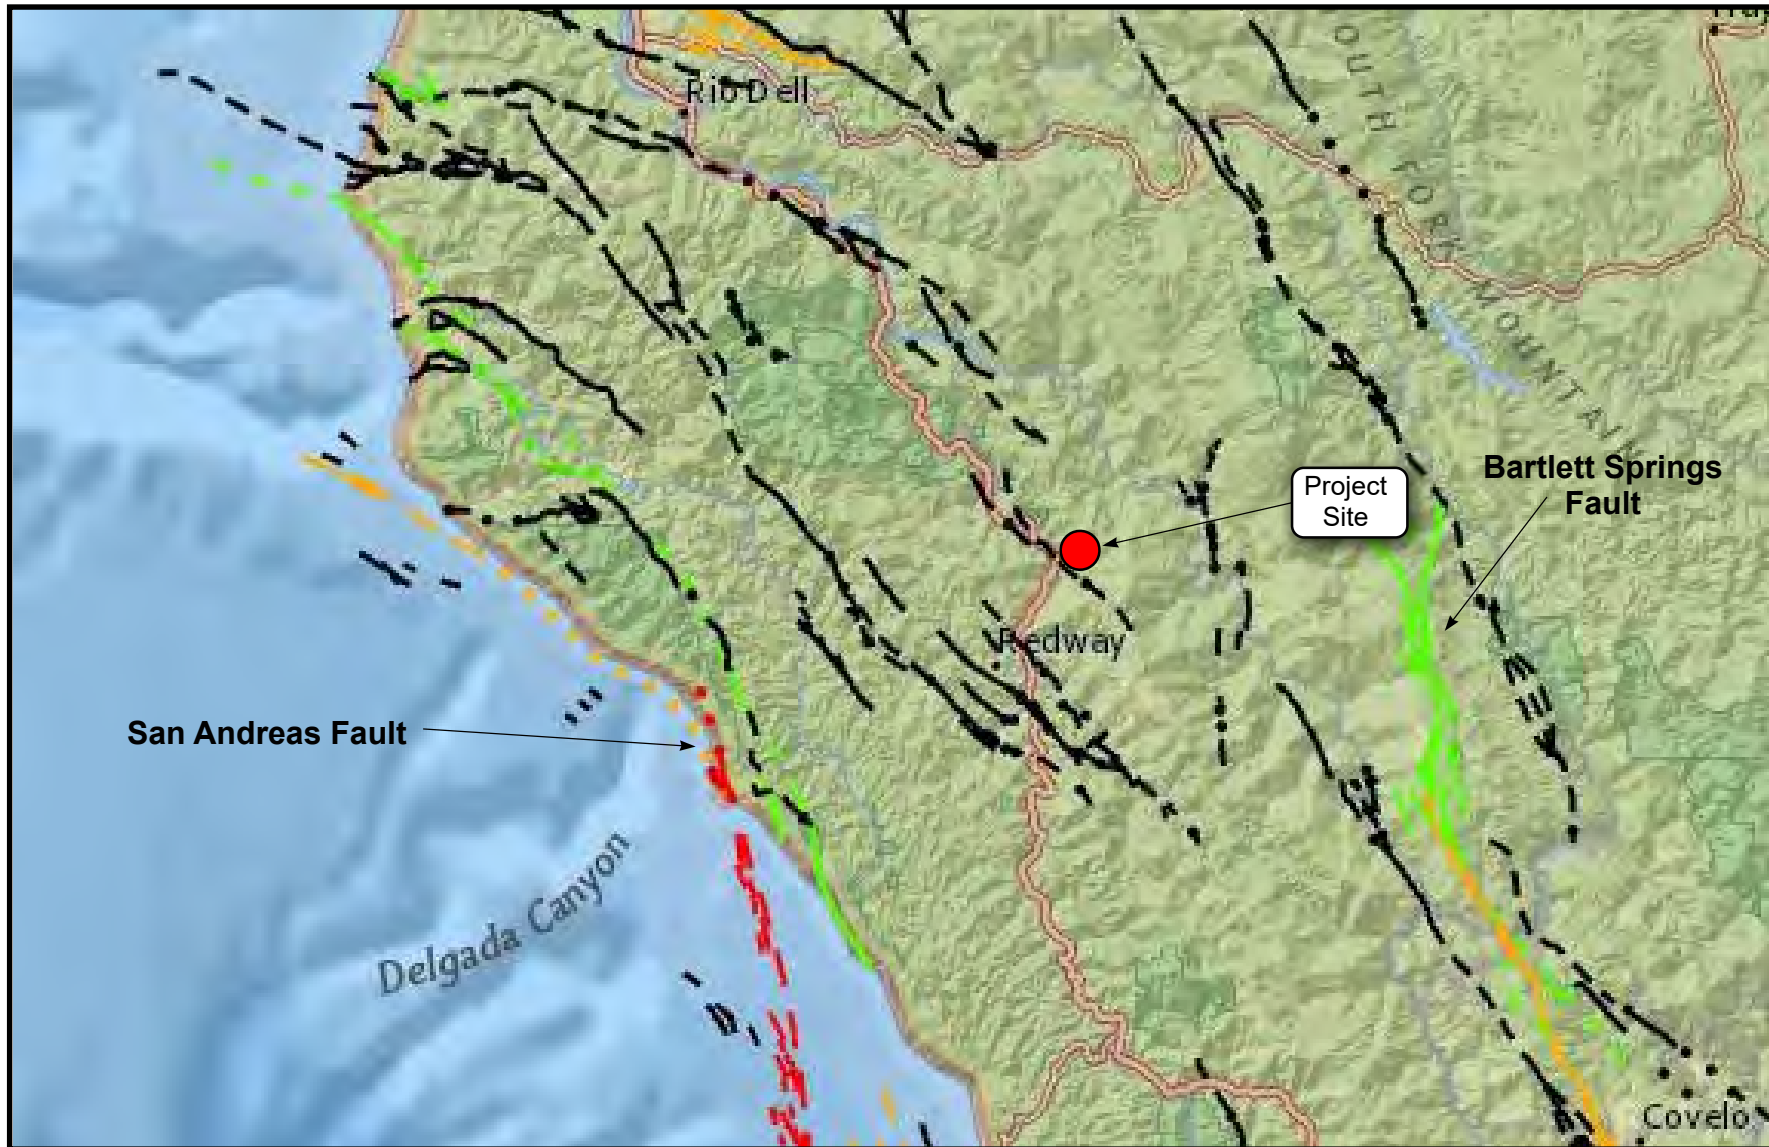 Rio Dell
SOUTH FORK MOUNTAIN
Project
Site
Bartlett Springs
Fault
Redway
San Andreas Fault
Delgada Canyon
Covelo